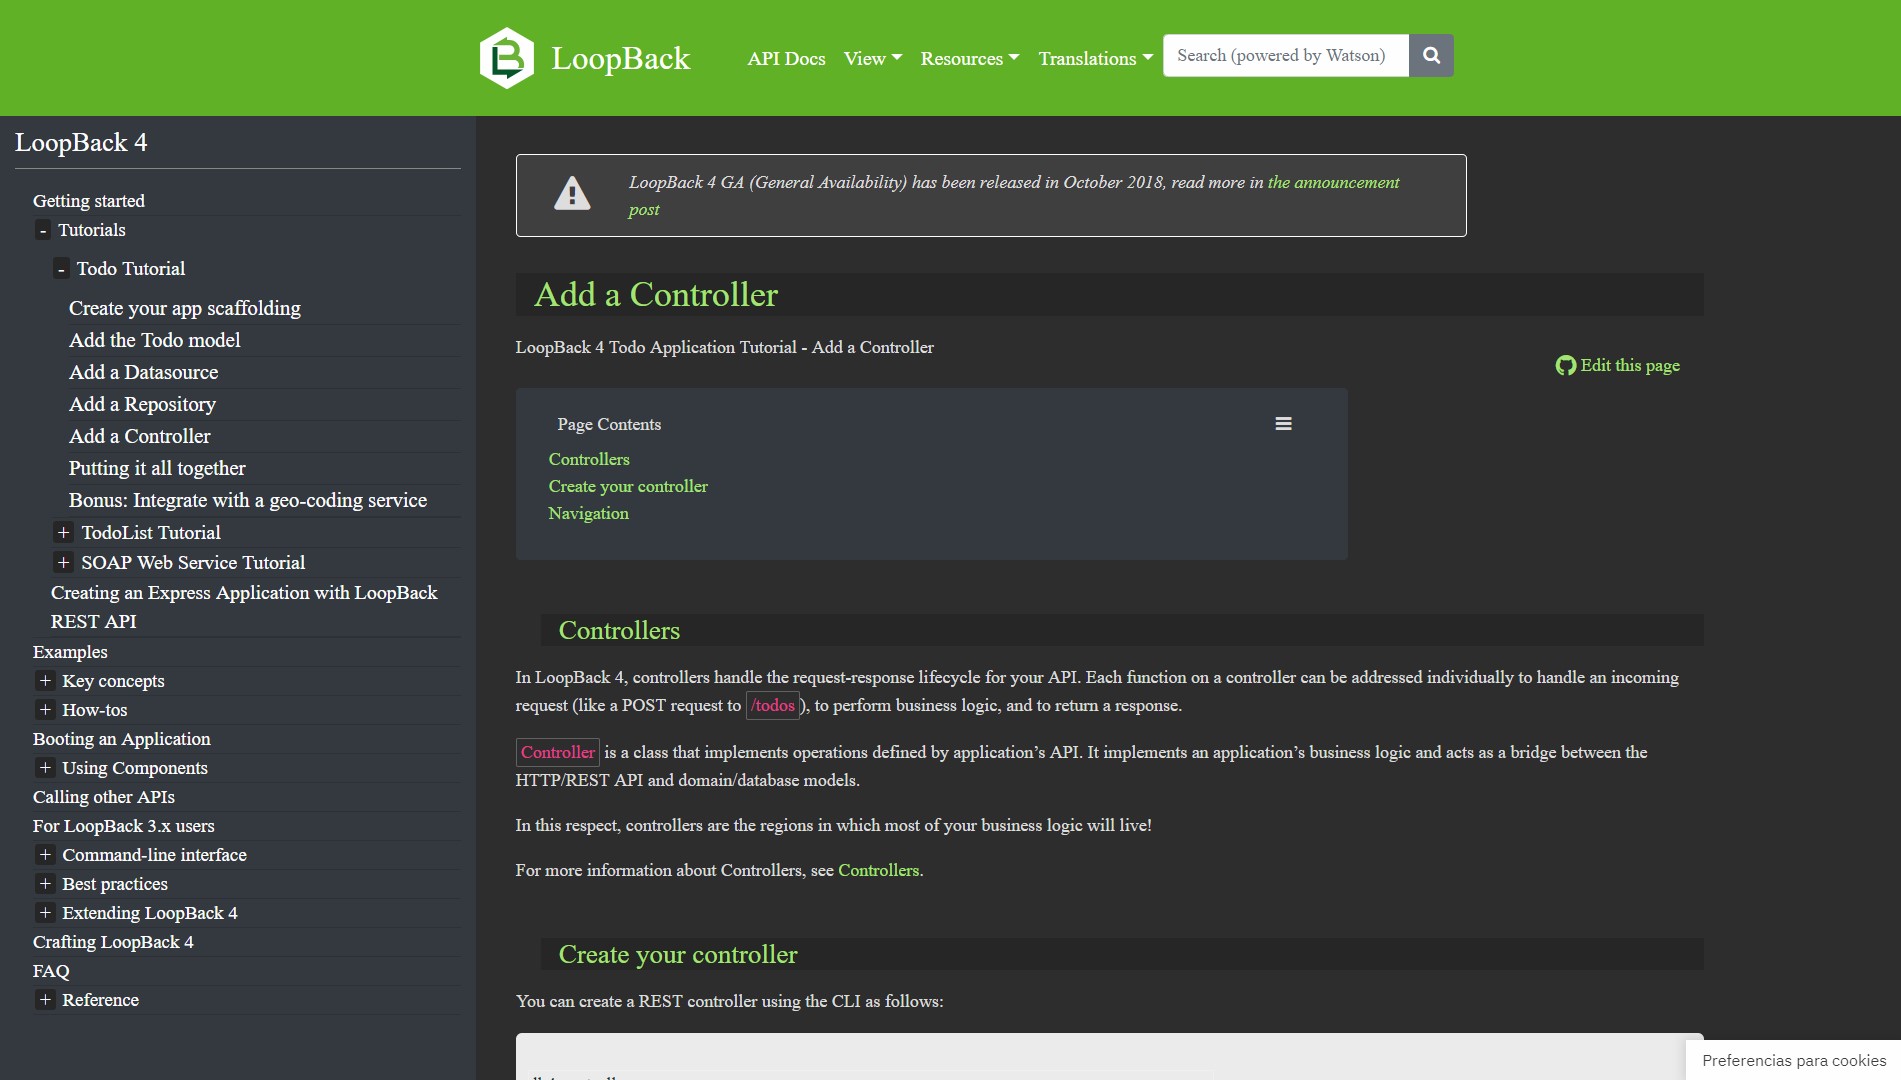 LoopBack
API Docs
View
Resources
Translations
Search (powered by Watson)
LoopBack 4
Getting started
- Tutorials
- Todo Tutorial
Create your app scaffolding
Add the Todo model
Add a Datasource
Add a Repository
Add a Controller
Putting it all together
Bonus: Integrate with a geo-coding service
+ TodoList Tutorial
+ SOAP Web Service Tutorial
Creating an Express Application with LoopBack
REST API
Examples
+ Key concepts
+ How-tos
Booting an Application
+ Using Components
Calling other APIs
For LoopBack 3.x users
+ Command-line interface
+ Best practices
+ Extending LoopBack 4
Crafting LoopBack 4
FAQ
+ Reference
LoopBack 4 GA (General Availability) has been released in October 2018, read more in the announcement
post
Add a Controller
LoopBack 4 Todo Application Tutorial - Add a Controller
Edit this page
Page Contents
Controllers
Create your controller
Navigation
Controllers
In LoopBack 4, controllers handle the request-response lifecycle for your API. Each function on a controller can be addressed individually to handle an incoming
request (like a POST request to /todos), to perform business logic, and to return a response.
Controller is a class that implements operations defined by application’s API. It implements an application’s business logic and acts as a bridge between the
HTTP/REST API and domain/database models.
In this respect, controllers are the regions in which most of your business logic will live!
For more information about Controllers, see Controllers.
Create your controller
You can create a REST controller using the CLI as follows:
Preferencias para cookies